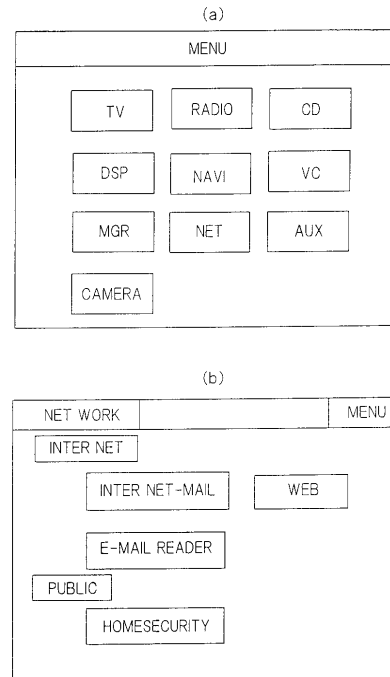 (a)
MENU
TV RADIO CD
DSP NAVI VC
MGR NET AUX
CAMERA
(b)
NET WORK MENU
INTER NET
INTER NET-MAIL WEB
E-MAIL READER
PUBLIC
HOMESECURITY